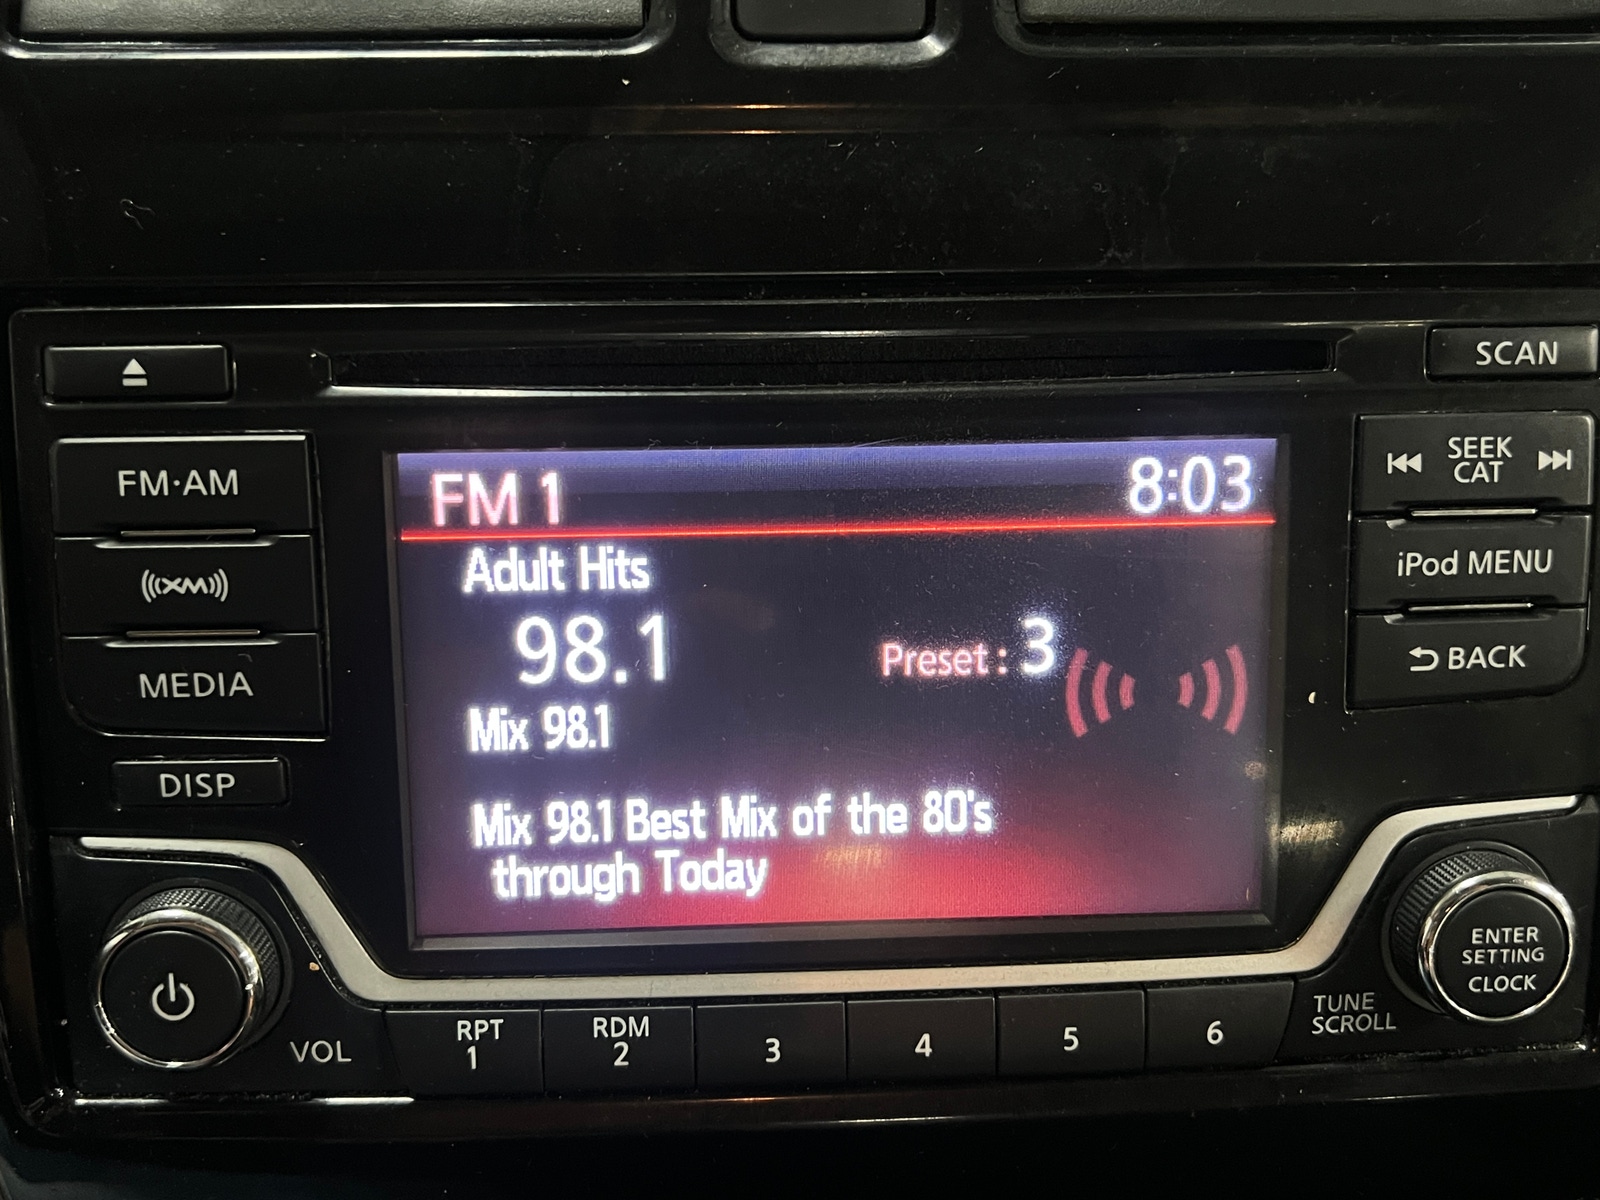 SCAN
FM·AM
XM
MEDIA
DISP
FM 1 8:03
Adult Hits
98.1 Preset : 3
Mix 98.1
Mix 98.1 Best Mix of the 80's
through Today
SEEK
CAT
iPod MENU
BACK
VOL
RPT
1
RDM
2
3
4
5
6
TUNE
SCROLL
ENTER
SETTING
CLOCK